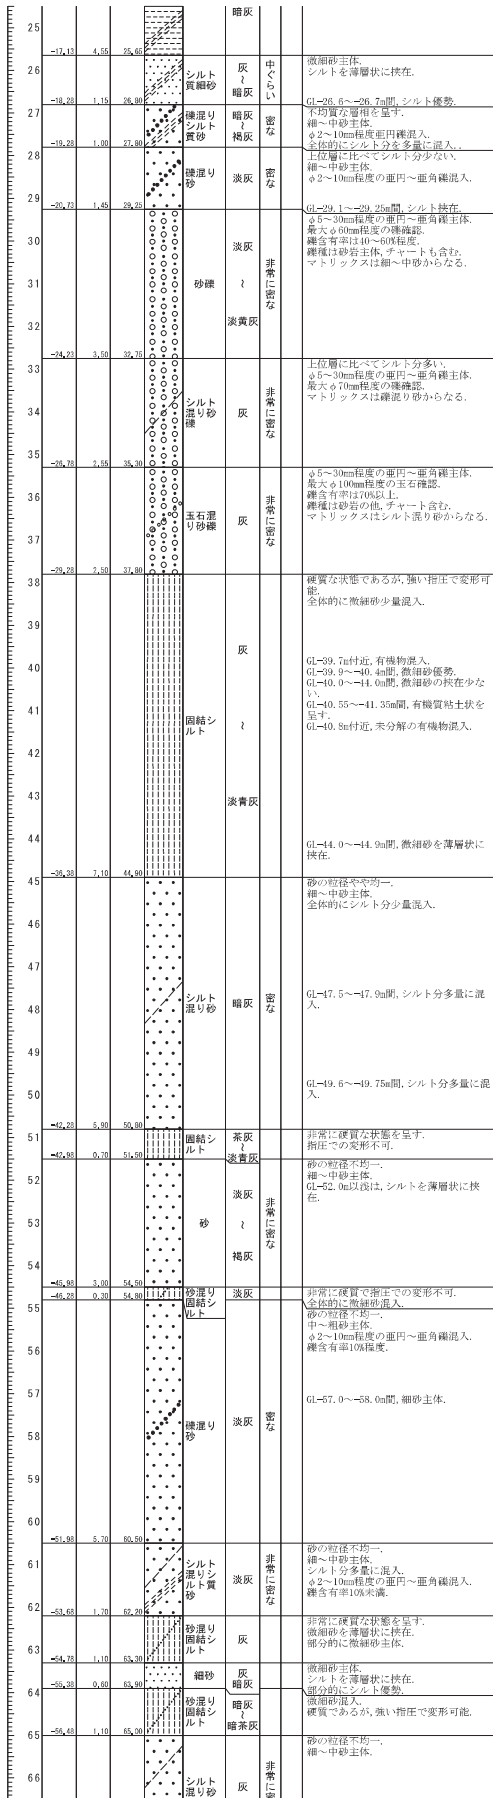 暗灰
25
-17.13 4.55 25.65
26
シルト
質細砂
灰
～
暗灰
中ぐらい
微細砂主体.
シルトを薄層状に挟在.
GL-26.6～-26.7m間, シルト優勢.
-18.28 1.15 26.80
27
礫混り
シルト
質砂
暗灰
～
褐灰
密な
不均質な層相を呈す.
細～中砂主体.
φ2～10mm程度亜円礫混入.
全体的にシルト分を多量に混入.
-19.28 1.00 27.80
28
礫混り
砂
淡灰
密な
上位層に比べてシルト分少ない.
細～中砂主体.
φ2～10mm程度の亜円～亜角礫混入.
29
GL-29.1～-29.25m間, シルト挟在.
-20.73 1.45 29.25
30
31
32
砂礫
淡灰
～
淡黄灰
非常に密な
φ5～30mm程度の亜円～亜角礫主体.
最大φ60mm程度の礫確認.
礫含有率は40～60%程度.
礫種は砂岩主体, チャートも含む.
マトリックスは細～中砂からなる.
-24.23 3.50 32.75
33
34
35
シルト
混り砂
礫
灰
非常に密な
上位層に比べてシルト分多い.
φ5～30mm程度の亜円～亜角礫主体.
最大φ70mm程度の礫確認.
マトリックスは礫混り砂からなる.
-26.78 2.55 35.30
36
37
玉石混
り砂礫
灰
非常に密な
φ5～30mm程度の亜円～亜角礫主体.
最大φ100mm程度の玉石確認.
礫含有率は70%以上.
礫種は砂岩の他, チャート含む.
マトリックスはシルト混り砂からなる.
-29.28 2.50 37.80
38
39
40
41
42
43
44
固結シ
ルト
灰
～
淡青灰
硬質な状態であるが, 強い指圧で変形可
能.
全体的に微細砂少量混入.
GL-39.7m付近, 有機物混入.
GL-39.9～-40.4m間, 微細砂優勢.
GL-40.0～-44.0m間, 微細砂の挟在少な
い.
GL-40.55～-41.35m間, 有機質粘土状を
呈す.
GL-40.8m付近, 未分解の有機物混入.
GL-44.0～-44.9m間, 微細砂を薄層状に
挟在.
-36.38 7.10 44.90
45
46
47
48
49
50
シルト
混り砂
暗灰
密な
砂の粒径やや均一.
細～中砂主体.
全体的にシルト分少量混入.
GL-47.5～-47.9m間, シルト分多量に混
入.
GL-49.6～-49.75m間, シルト分多量に混
入.
-42.28 5.90 50.80
51
固結シ
ルト
茶灰
～
淡青灰
非常に硬質な状態を呈す.
指圧での変形不可.
-42.98 0.70 51.50
52
53
54
砂
淡灰
～
褐灰
非常に密な
砂の粒径不均一.
細～中砂主体.
GL-52.0m以浅は, シルトを薄層状に挟
在.
-45.98 3.00 54.50
砂混り
固結シ
ルト
淡灰
非常に硬質で指圧での変形不可.
全体的に微細砂混入.
-46.28 0.30 54.80
55
56
57
58
59
60
礫混り
砂
淡灰
密な
砂の粒径不均一.
中～粗砂主体.
φ2～10mm程度の亜円～亜角礫混入.
礫含有率10%程度.
GL-57.0～-58.0m間, 細砂主体.
-51.98 5.70 60.50
61
62
シルト
混りシ
ルト質
砂
淡灰
非常に密な
砂の粒径不均一.
細～中砂主体.
シルト分多量に混入.
φ2～10mm程度の亜円～亜角礫混入.
礫含有率10%未満.
-53.68 1.70 62.20
63
砂混り
固結シ
ルト
灰
非常に硬質な状態を呈す.
微細砂を薄層状に挟在.
部分的に微細砂主体.
-54.78 1.10 63.30
細砂
灰
暗灰
微細砂主体.
シルトを薄層状に挟在.
部分的にシルト優勢.
-55.38 0.60 63.90
64
砂混り
固結シ
ルト
暗灰
～
暗茶灰
微細砂混入.
硬質であるが, 強い指圧で変形可能.
-56.48 1.10 65.00
65
66
シルト
混り砂
灰
非常に密
砂の粒径不均一.
細～中砂主体.